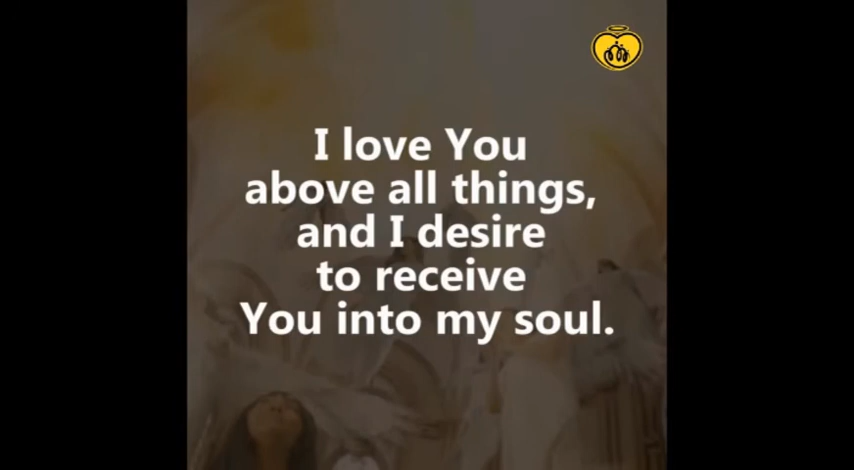 I love You
above all things,
and I desire
to receive
You into my soul.